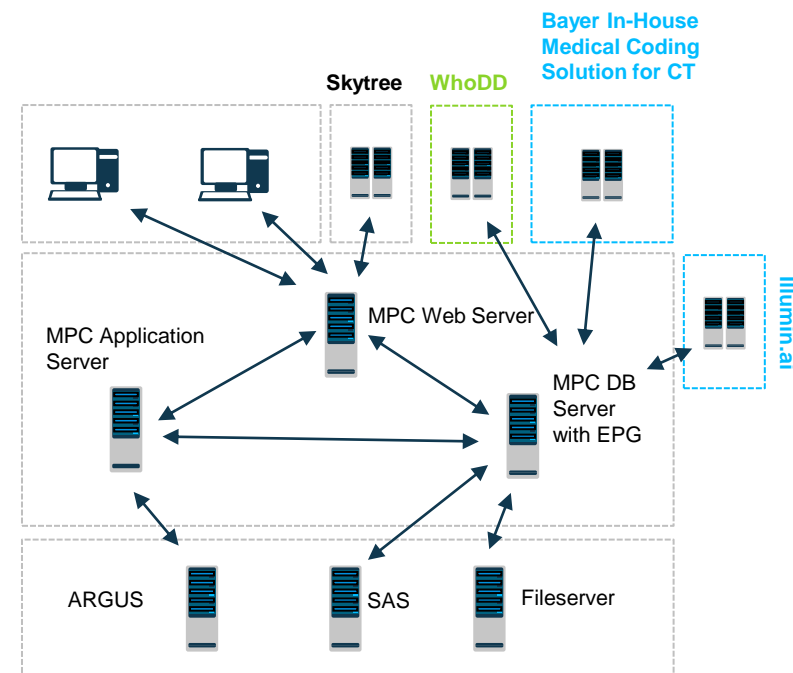 Bayer In-House
Medical Coding
Solution for CT
Skytree
WhoDD
MPC Web Server
MPC Application
Server
MPC DB
Server
with EPG
Illumin.ai
ARGUS
SAS
Fileserver